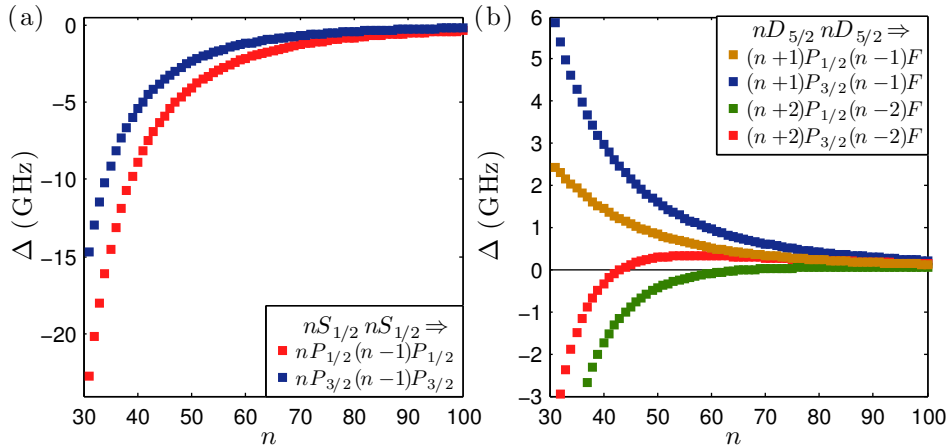 (a)
Δ (GHz)
0
−5
−10
−15
−20
30 40 50 60 70 80 90 100
n
nS₁/₂ nS₁/₂ ⇒
nP₁/₂(n−1)P₁/₂
nP₃/₂(n−1)P₃/₂
(b)
Δ (GHz)
6
5
4
3
2
1
0
-1
-2
-3
30 40 50 60 70 80 90 100
n
nD₅/₂ nD₅/₂ ⇒
(n+1)P₁/₂(n−1)F
(n+1)P₃/₂(n−1)F
(n+2)P₁/₂(n−2)F
(n+2)P₃/₂(n−2)F